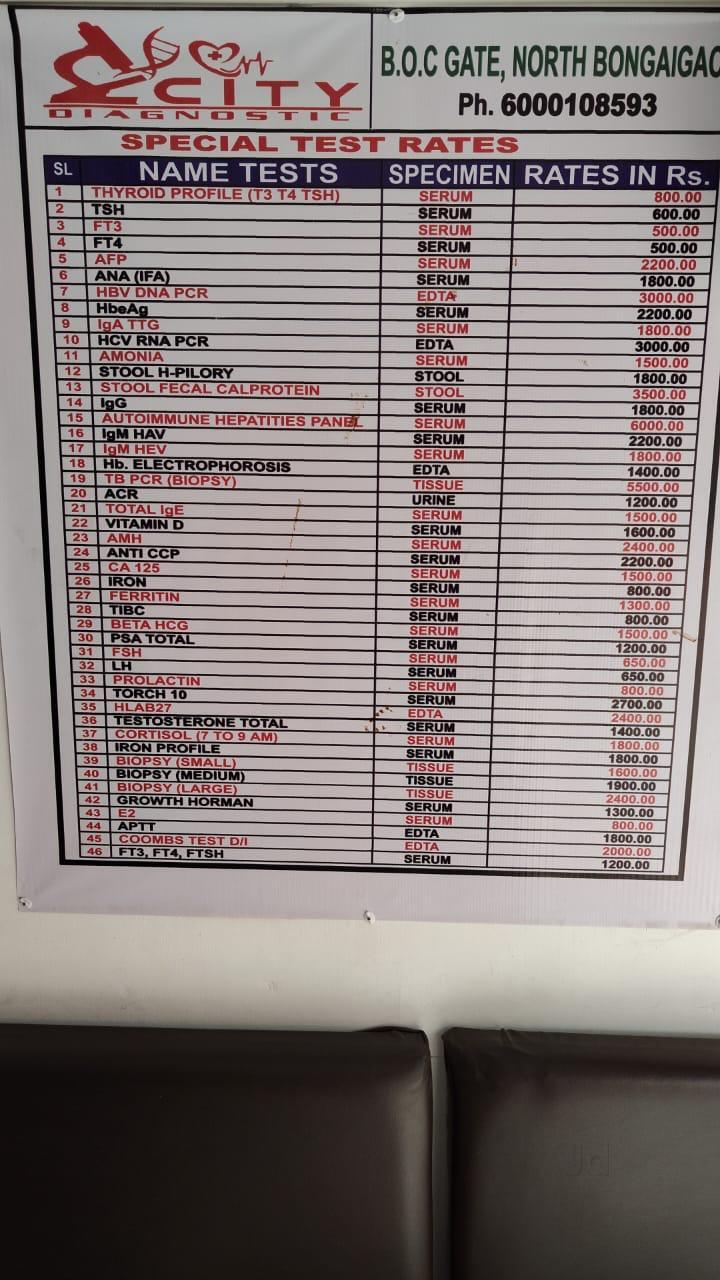 CITY
DIAGNOSTIC
B.O.C GATE, NORTH BONGAIGAO
Ph. 6000108593
SPECIAL TEST RATES
SL NAME TESTS SPECIMEN RATES IN Rs.
1 THYROID PROFILE (T3 T4 TSH) SERUM 800.00
2 TSH SERUM 600.00
3 FT3 SERUM 500.00
4 FT4 SERUM 500.00
5 AFP SERUM 2200.00
6 ANA (IFA) SERUM 1800.00
7 HBV DNA PCR EDTA 3000.00
8 HbeAg SERUM 2200.00
9 IgA TTG SERUM 1800.00
10 HCV RNA PCR EDTA 3000.00
11 AMONIA SERUM 1500.00
12 STOOL H-PILORY STOOL 1800.00
13 STOOL FECAL CALPROTEIN STOOL 3500.00
14 IgG SERUM 1800.00
15 AUTOIMMUNE HEPATITIES PANEL SERUM 6000.00
16 IgM HAV SERUM 2200.00
17 IgM HEV SERUM 1800.00
18 Hb. ELECTROPHOROSIS EDTA 1400.00
19 TB PCR (BIOPSY) TISSUE 5500.00
20 ACR URINE 1200.00
21 TOTAL IgE SERUM 1500.00
22 VITAMIN D SERUM 1600.00
23 AMH SERUM 2400.00
24 ANTI CCP SERUM 2200.00
25 CA 125 SERUM 1500.00
26 IRON SERUM 800.00
27 FERRITIN SERUM 1300.00
28 TIBC SERUM 800.00
29 BETA HCG SERUM 1500.00
30 PSA TOTAL SERUM 1200.00
31 FSH SERUM 650.00
32 LH SERUM 650.00
33 PROLACTIN SERUM 800.00
34 TORCH 10 SERUM 2700.00
35 HLAB27 EDTA 2400.00
36 TESTOSTERONE TOTAL SERUM 1400.00
37 CORTISOL (7 TO 9 AM) SERUM 1800.00
38 IRON PROFILE SERUM 1800.00
39 BIOPSY (SMALL) TISSUE 1600.00
40 BIOPSY (MEDIUM) TISSUE 1900.00
41 BIOPSY (LARGE) TISSUE 2400.00
42 GROWTH HORMAN SERUM 1300.00
43 E2 SERUM 800.00
44 APTT EDTA 1800.00
45 COOMBS TEST D/I EDTA 2000.00
46 FT3, FT4, FTSH SERUM 1200.00